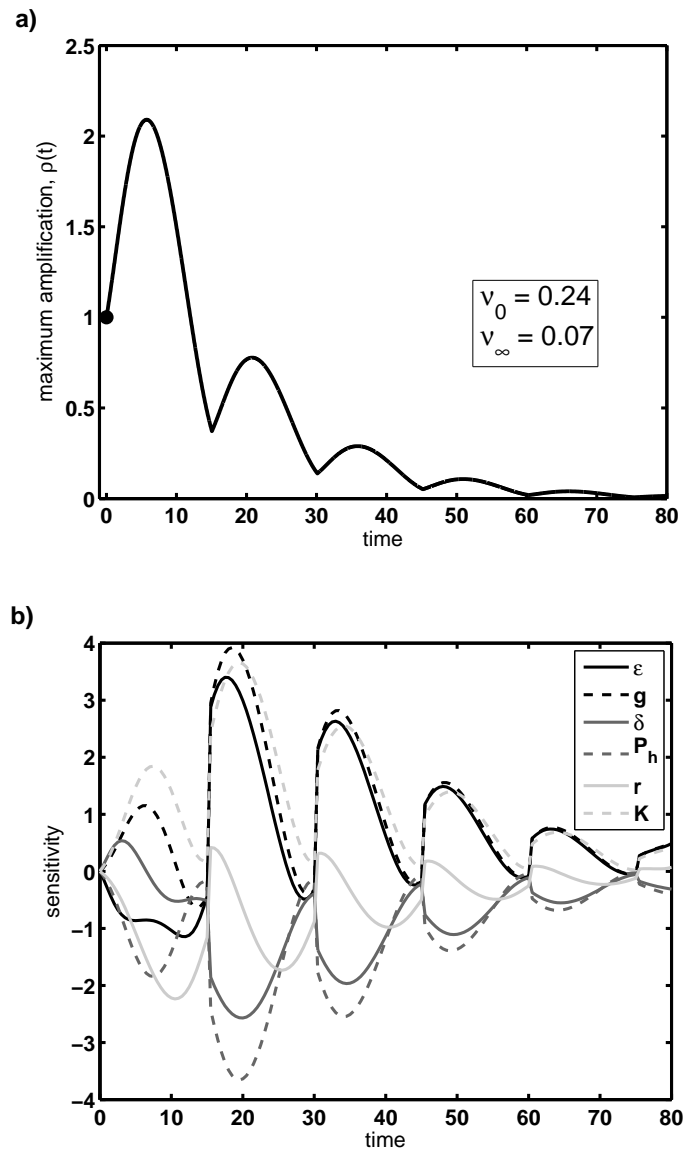 a)
2.5
2
1.5
1
0.5
0
maximum amplification, ρ(t)
ν0 = 0.24
ν∞ = 0.07
0 10 20 30 40 50 60 70 80
time
b)
4
3
2
1
0
−1
−2
−3
−4
sensitivity
ε
g
δ
Ph
r
K
0 10 20 30 40 50 60 70 80
time